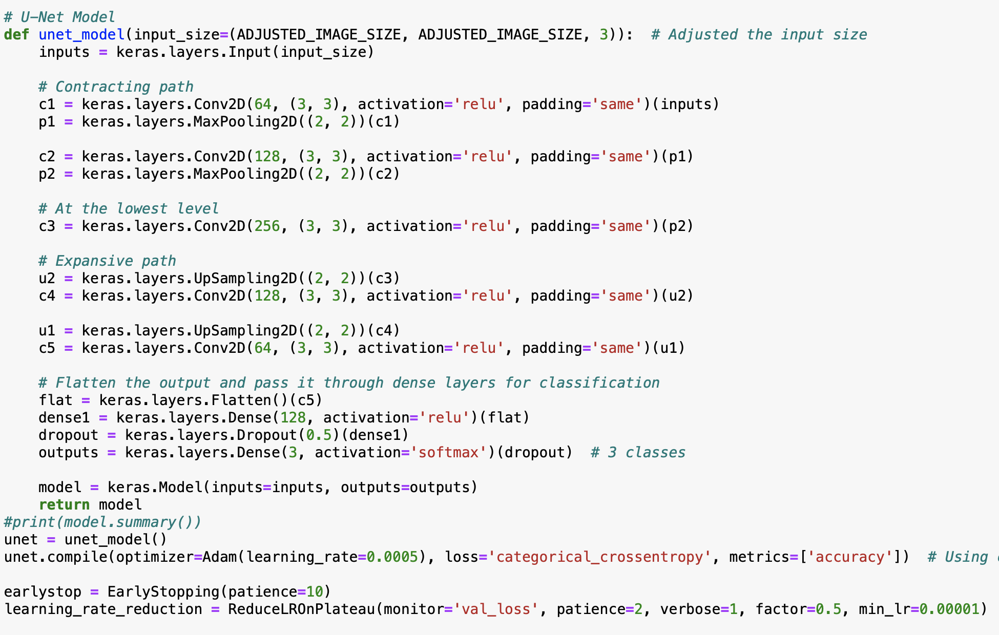 # U-Net Model
def unet_model(input_size=(ADJUSTED_IMAGE_SIZE, ADJUSTED_IMAGE_SIZE, 3)):  # Adjusted the input size
    inputs = keras.layers.Input(input_size)

    # Contracting path
    c1 = keras.layers.Conv2D(64, (3, 3), activation='relu', padding='same')(inputs)
    p1 = keras.layers.MaxPooling2D((2, 2))(c1)

    c2 = keras.layers.Conv2D(128, (3, 3), activation='relu', padding='same')(p1)
    p2 = keras.layers.MaxPooling2D((2, 2))(c2)

    # At the lowest level
    c3 = keras.layers.Conv2D(256, (3, 3), activation='relu', padding='same')(p2)

    # Expansive path
    u2 = keras.layers.UpSampling2D((2, 2))(c3)
    c4 = keras.layers.Conv2D(128, (3, 3), activation='relu', padding='same')(u2)

    u1 = keras.layers.UpSampling2D((2, 2))(c4)
    c5 = keras.layers.Conv2D(64, (3, 3), activation='relu', padding='same')(u1)

    # Flatten the output and pass it through dense layers for classification
    flat = keras.layers.Flatten()(c5)
    dense1 = keras.layers.Dense(128, activation='relu')(flat)
    dropout = keras.layers.Dropout(0.5)(dense1)
    outputs = keras.layers.Dense(3, activation='softmax')(dropout)  # 3 classes

    model = keras.Model(inputs=inputs, outputs=outputs)
    return model
#print(model.summary())
unet = unet_model()
unet.compile(optimizer=Adam(learning_rate=0.0005), loss='categorical_crossentropy', metrics=['accuracy'])  # Using

earlystop = EarlyStopping(patience=10)
learning_rate_reduction = ReduceLROnPlateau(monitor='val_loss', patience=2, verbose=1, factor=0.5, min_lr=0.00001)